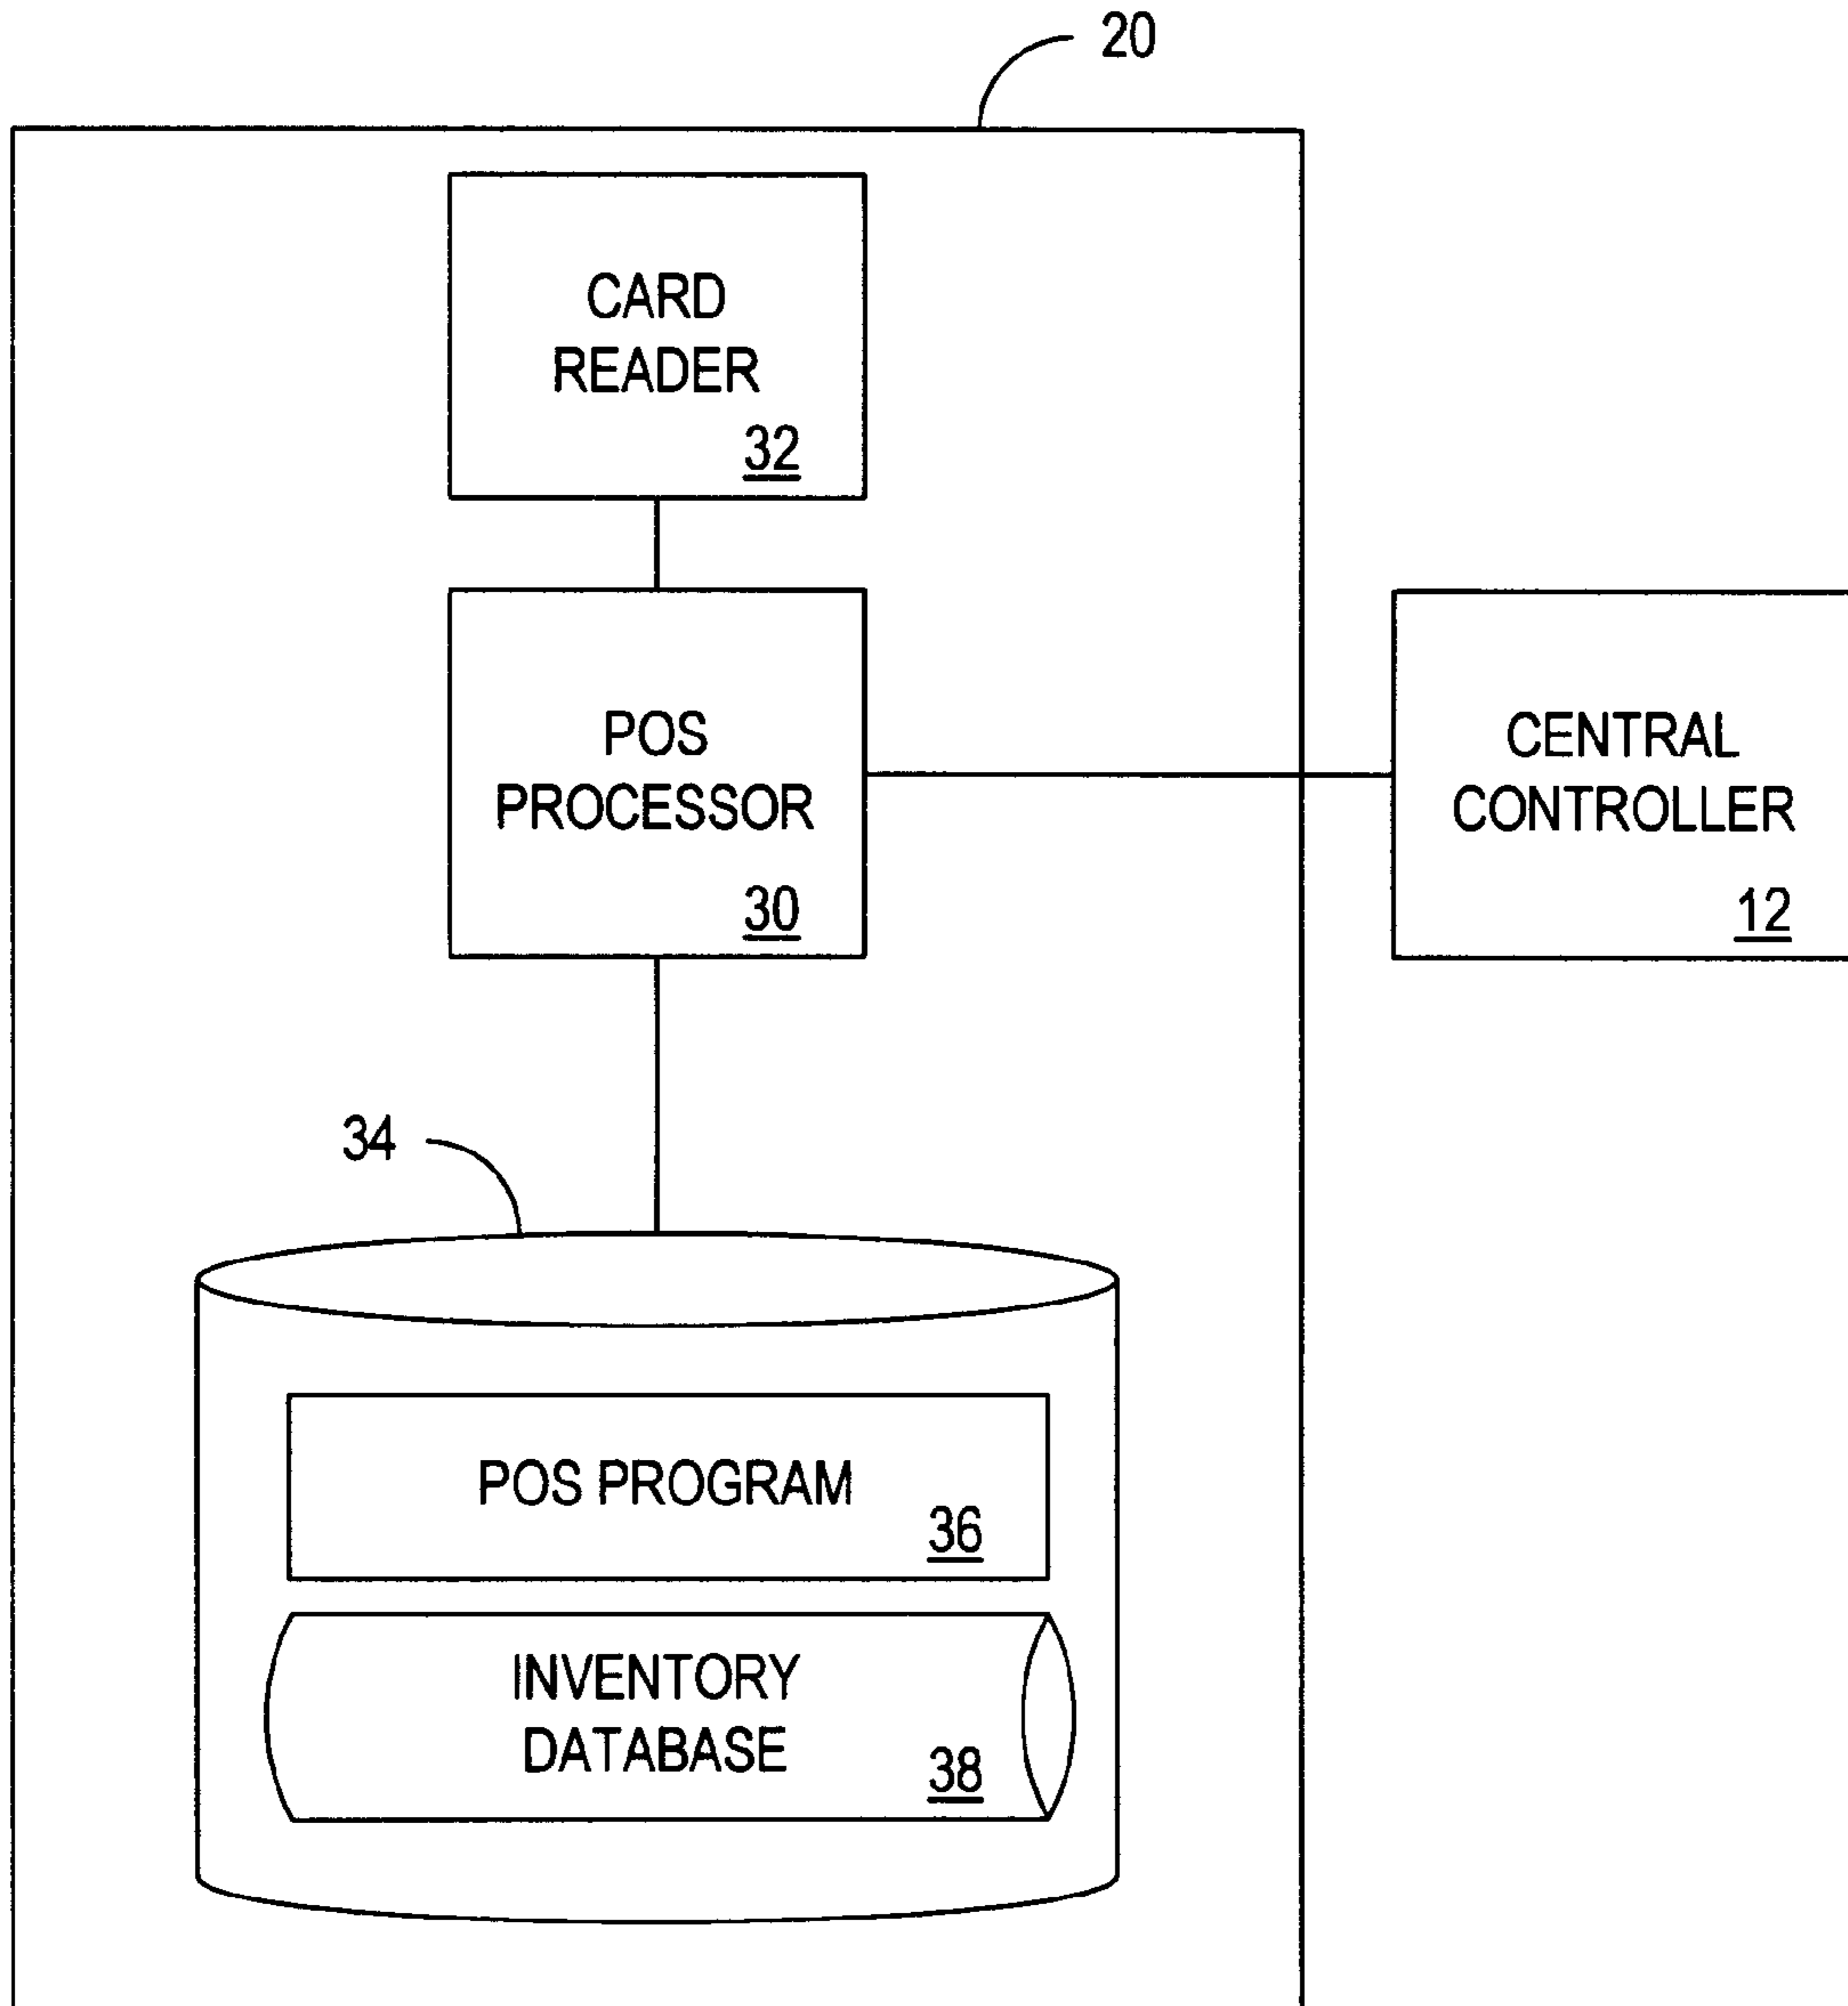 20
CARD
READER
32
POS
PROCESSOR
30
CENTRAL
CONTROLLER
12
34
POS PROGRAM
36
INVENTORY
DATABASE
38